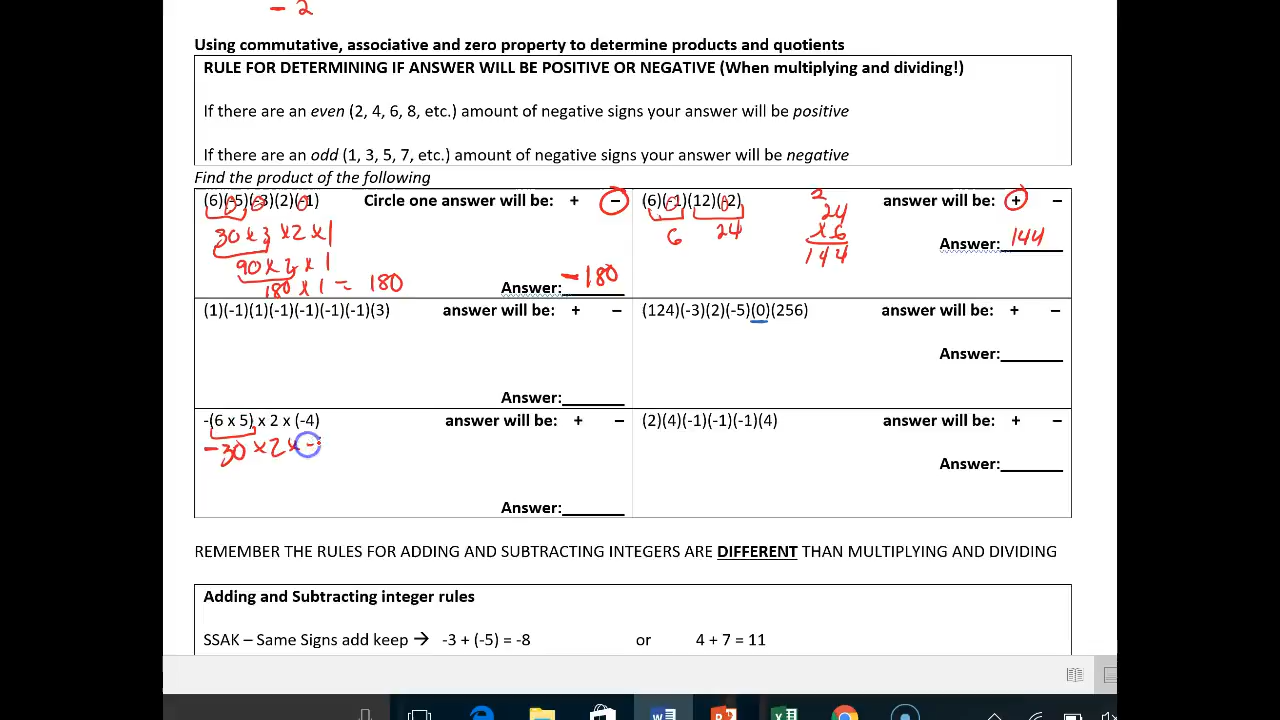 - 2
Using commutative, associative and zero property to determine products and quotients
RULE FOR DETERMINING IF ANSWER WILL BE POSITIVE OR NEGATIVE (When multiplying and dividing!)
If there are an even (2, 4, 6, 8, etc.) amount of negative signs your answer will be positive
If there are an odd (1, 3, 5, 7, etc.) amount of negative signs your answer will be negative
Find the product of the following
(6)(-5)(-3)(2)(-1) Circle one answer will be: + –
30 x 3 x 2 x 1
90 x 2 x 1
180 x 1 = 180
Answer: -180
(6)(-1)(12)(-2) answer will be: + –
6 24
2
24
x 6
144
Answer: 144
(1)(-1)(1)(-1)(-1)(-1)(-1)(3) answer will be: + –
Answer:_______
(124)(-3)(2)(-5)(0)(256) answer will be: + –
Answer:_______
-(6 x 5) x 2 x (-4) answer will be: + –
-30 x 2 x -
Answer:_______
(2)(4)(-1)(-1)(-1)(4) answer will be: + –
Answer:_______
REMEMBER THE RULES FOR ADDING AND SUBTRACTING INTEGERS ARE DIFFERENT THAN MULTIPLYING AND DIVIDING
Adding and Subtracting integer rules
SSAK – Same Signs add keep → -3 + (-5) = -8 or 4 + 7 = 11